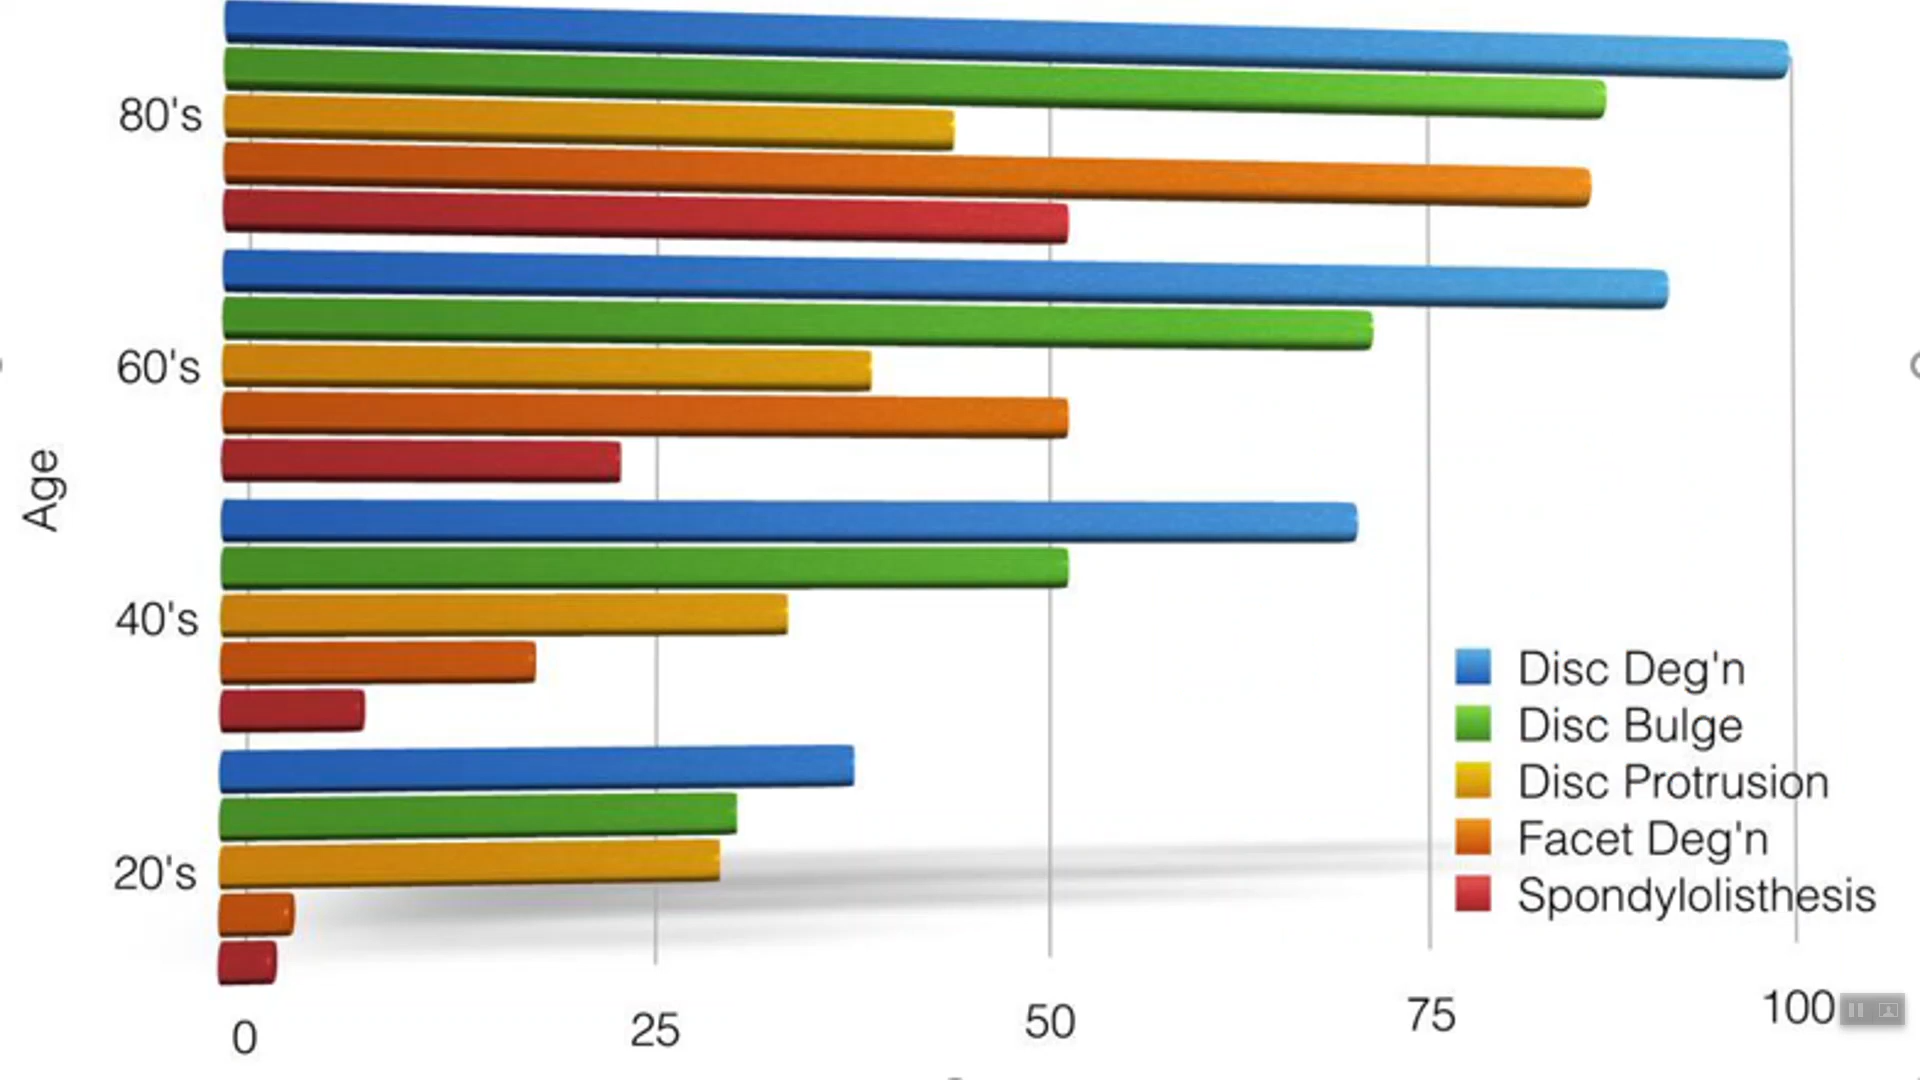 80's
60's
Age
40's
20's
Disc Deg'n
Disc Bulge
Disc Protrusion
Facet Deg'n
Spondylolisthesis
0
25
50
75
100